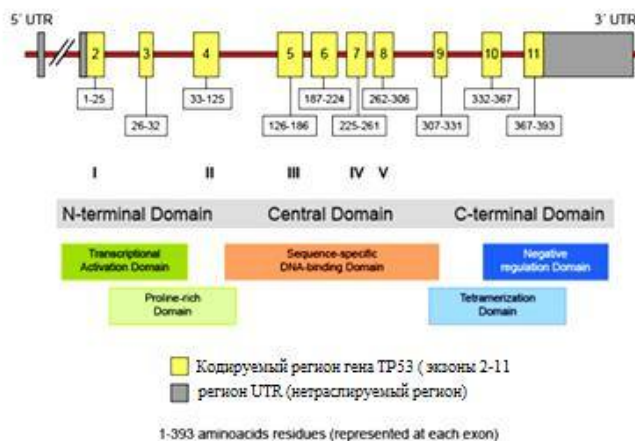 5´ UTR 3´ UTR
2 3 4 5 6 7 8 9 10 11
1-25 33-125 187-224 262-306 332-367
26-32 126-186 225-261 307-331 367-393
I II III IV V
N-terminal Domain Central Domain C-terminal Domain
Transcriptional
Activation Domain
Sequence-specific
DNA-binding Domain
Negative
regulation Domain
Proline-rich
Domain
Tetramerization
Domain
Кодируемый регион гена TP53 ( экзоны 2-11
регион UTR (нетраслируемый регион)
1-393 aminoacids residues (represented at each exon)